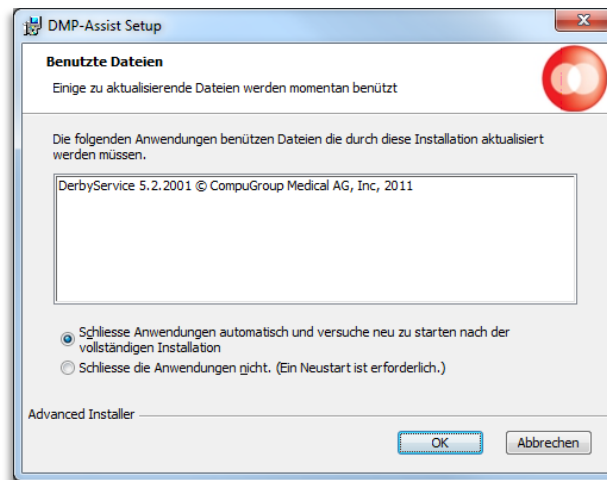 DMP-Assist Setup
Benutzte Dateien
Einige zu aktualisierende Dateien werden momentan benützt
Die folgenden Anwendungen benützen Dateien die durch diese Installation aktualisiert
werden müssen.
DerbyService 5.2.2001 © CompuGroup Medical AG, Inc, 2011
Schliesse Anwendungen automatisch und versuche neu zu starten nach der
vollständigen Installation
Schliesse die Anwendungen nicht. (Ein Neustart ist erforderlich.)
Advanced Installer
OK
Abbrechen